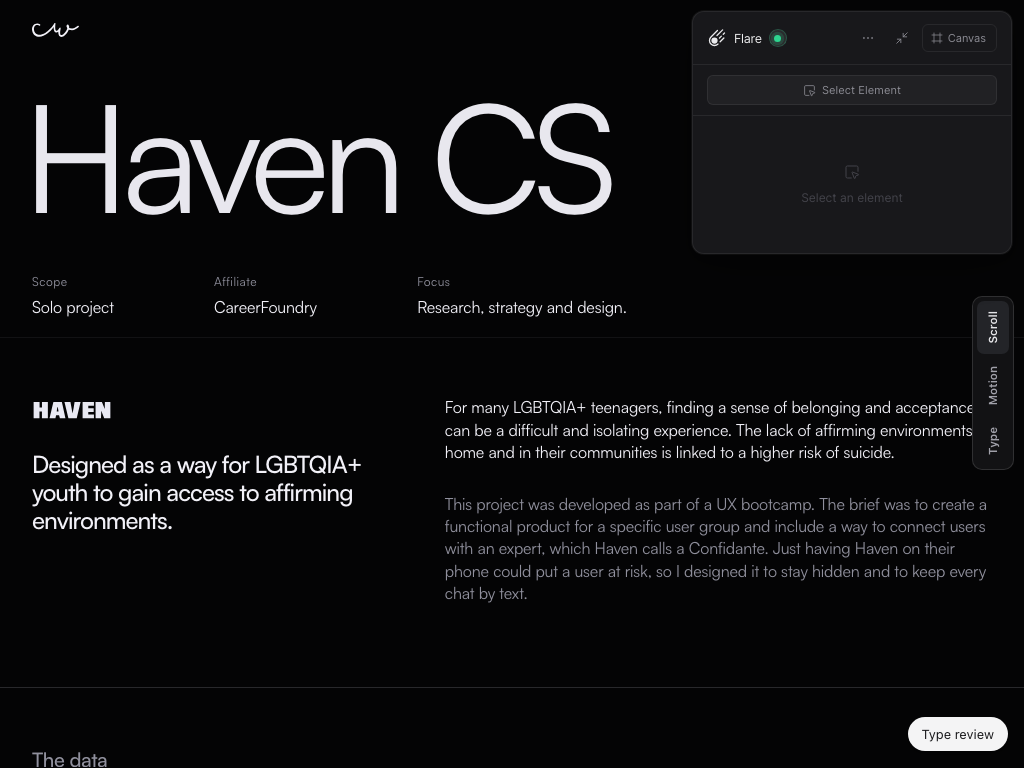 cw
Flare
Canvas
Select Element
Select an element
Haven CS
Scope
Solo project
Affiliate
CareerFoundry
Focus
Research, strategy and design.
Scroll
Motion
Type
HAVEN
Designed as a way for LGBTQIA+
youth to gain access to affirming
environments.
For many LGBTQIA+ teenagers, finding a sense of belonging and acceptance
can be a difficult and isolating experience. The lack of affirming environments
home and in their communities is linked to a higher risk of suicide.
This project was developed as part of a UX bootcamp. The brief was to create a
functional product for a specific user group and include a way to connect users
with an expert, which Haven calls a Confidante. Just having Haven on their
phone could put a user at risk, so I designed it to stay hidden and to keep every
chat by text.
Type review
The data